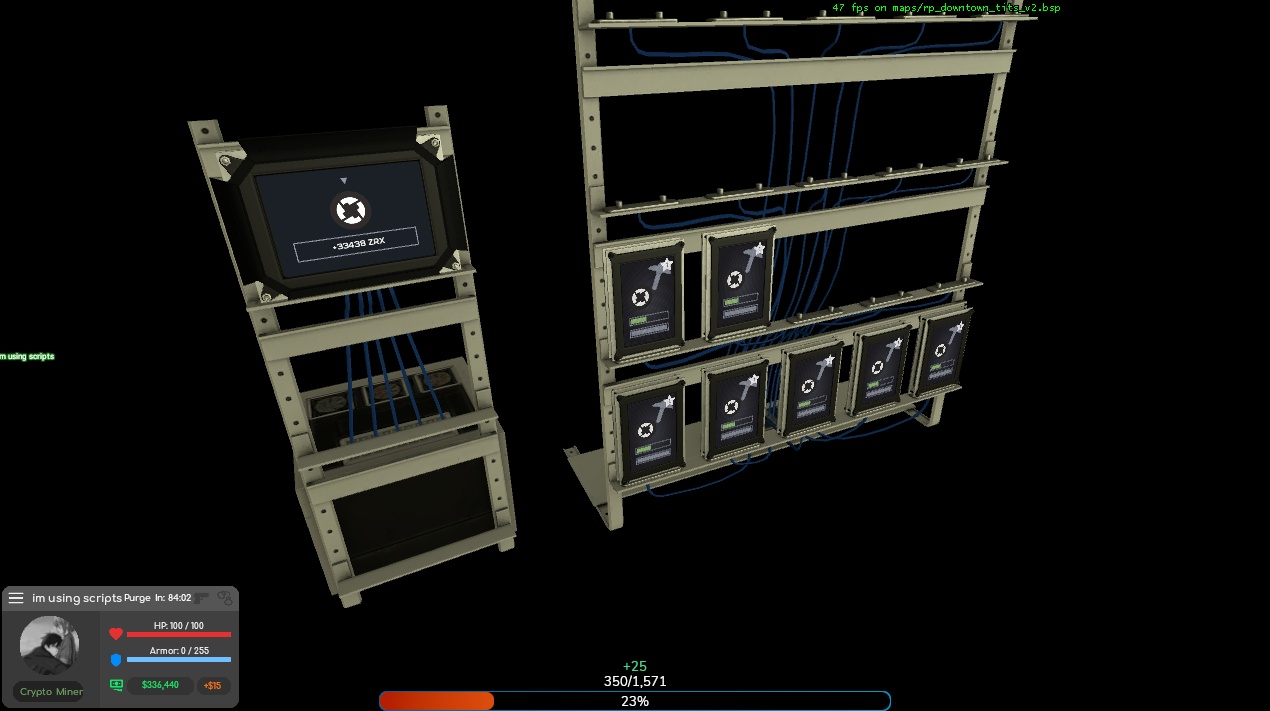 47 fps on maps/rp_downtown_tits_v2.bsp
+33438 ZRX
m using scripts
im using scripts Purge In: 84:02
HP: 100 / 100
Armor: 0 / 255
Crypto Miner
$336,440
+$15
+25
350/1,571
23%